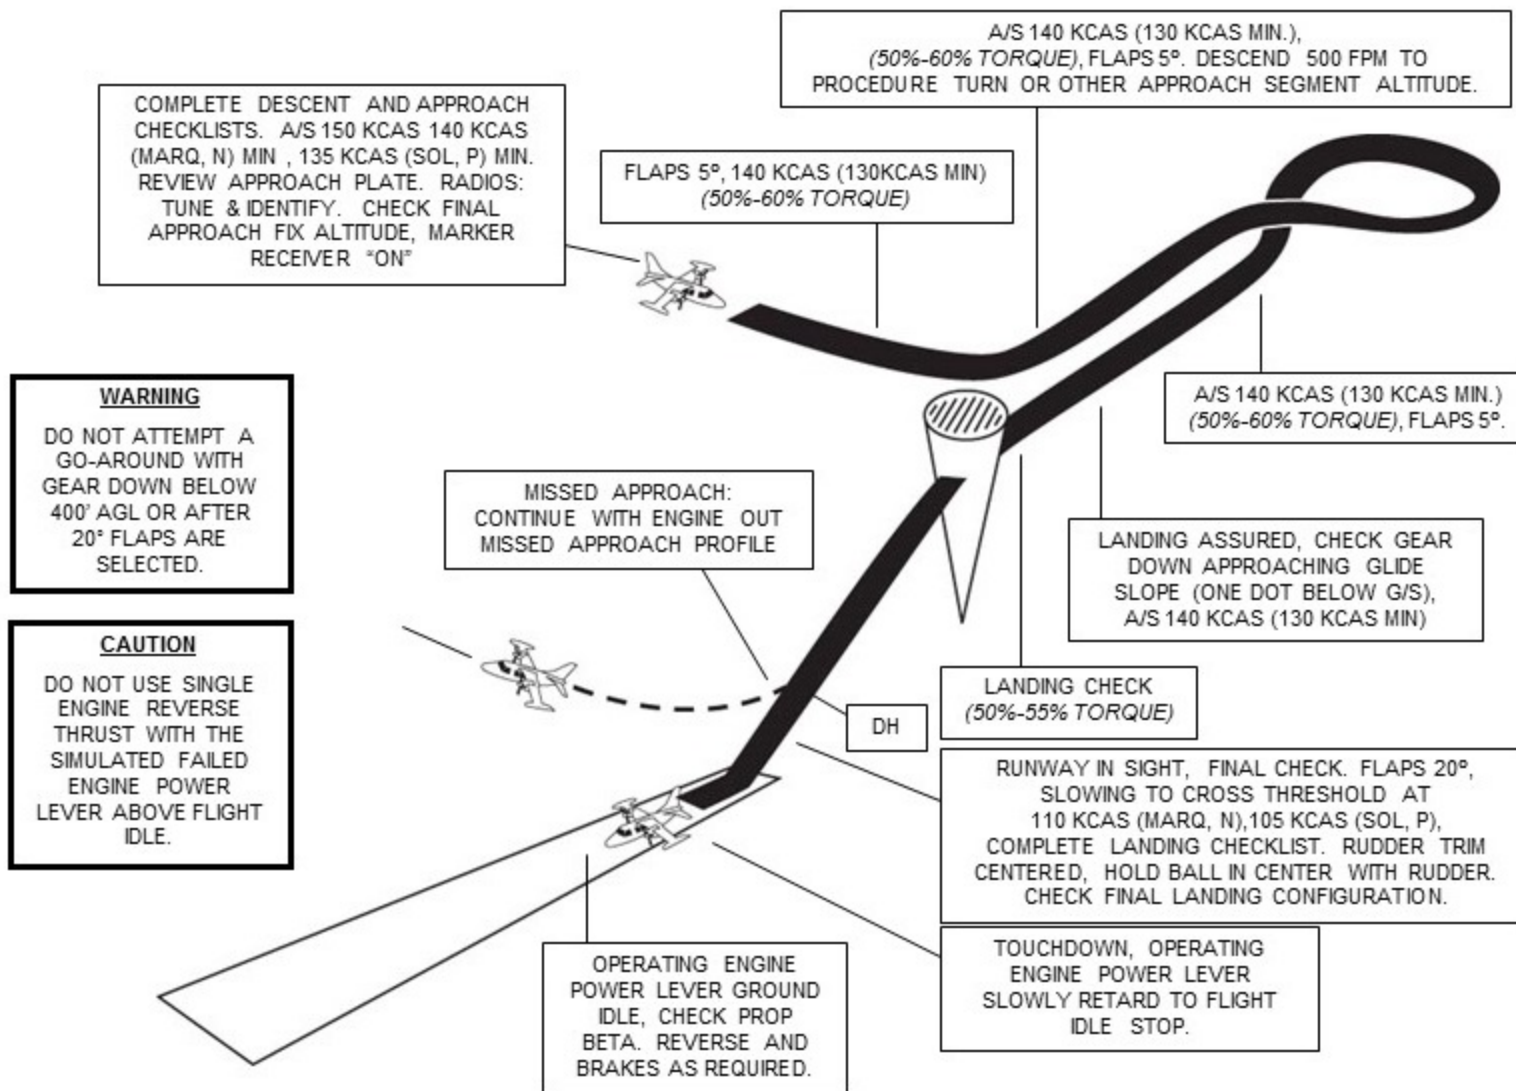 A/S 140 KCAS (130 KCAS MIN.),
(50%-60% TORQUE), FLAPS 5º. DESCEND 500 FPM TO
PROCEDURE TURN OR OTHER APPROACH SEGMENT ALTITUDE.
COMPLETE DESCENT AND APPROACH
CHECKLISTS. A/S 150 KCAS 140 KCAS
(MARQ, N) MIN , 135 KCAS (SOL, P) MIN.
REVIEW APPROACH PLATE. RADIOS:
TUNE & IDENTIFY. CHECK FINAL
APPROACH FIX ALTITUDE, MARKER
RECEIVER “ON”
FLAPS 5º, 140 KCAS (130KCAS MIN)
(50%-60% TORQUE)
A/S 140 KCAS (130 KCAS MIN.)
(50%-60% TORQUE), FLAPS 5º.
WARNING
DO NOT ATTEMPT A
GO-AROUND WITH
GEAR DOWN BELOW
400’ AGL OR AFTER
20° FLAPS ARE
SELECTED.
MISSED APPROACH:
CONTINUE WITH ENGINE OUT
MISSED APPROACH PROFILE
LANDING ASSURED, CHECK GEAR
DOWN APPROACHING GLIDE
SLOPE (ONE DOT BELOW G/S),
A/S 140 KCAS (130 KCAS MIN)
CAUTION
DO NOT USE SINGLE
ENGINE REVERSE
THRUST WITH THE
SIMULATED FAILED
ENGINE POWER
LEVER ABOVE FLIGHT
IDLE.
LANDING CHECK
(50%-55% TORQUE)
DH
RUNWAY IN SIGHT, FINAL CHECK. FLAPS 20º,
SLOWING TO CROSS THRESHOLD AT
110 KCAS (MARQ, N),105 KCAS (SOL, P),
COMPLETE LANDING CHECKLIST. RUDDER TRIM
CENTERED, HOLD BALL IN CENTER WITH RUDDER.
CHECK FINAL LANDING CONFIGURATION.
TOUCHDOWN, OPERATING
ENGINE POWER LEVER
SLOWLY RETARD TO FLIGHT
IDLE STOP.
OPERATING ENGINE
POWER LEVER GROUND
IDLE, CHECK PROP
BETA. REVERSE AND
BRAKES AS REQUIRED.